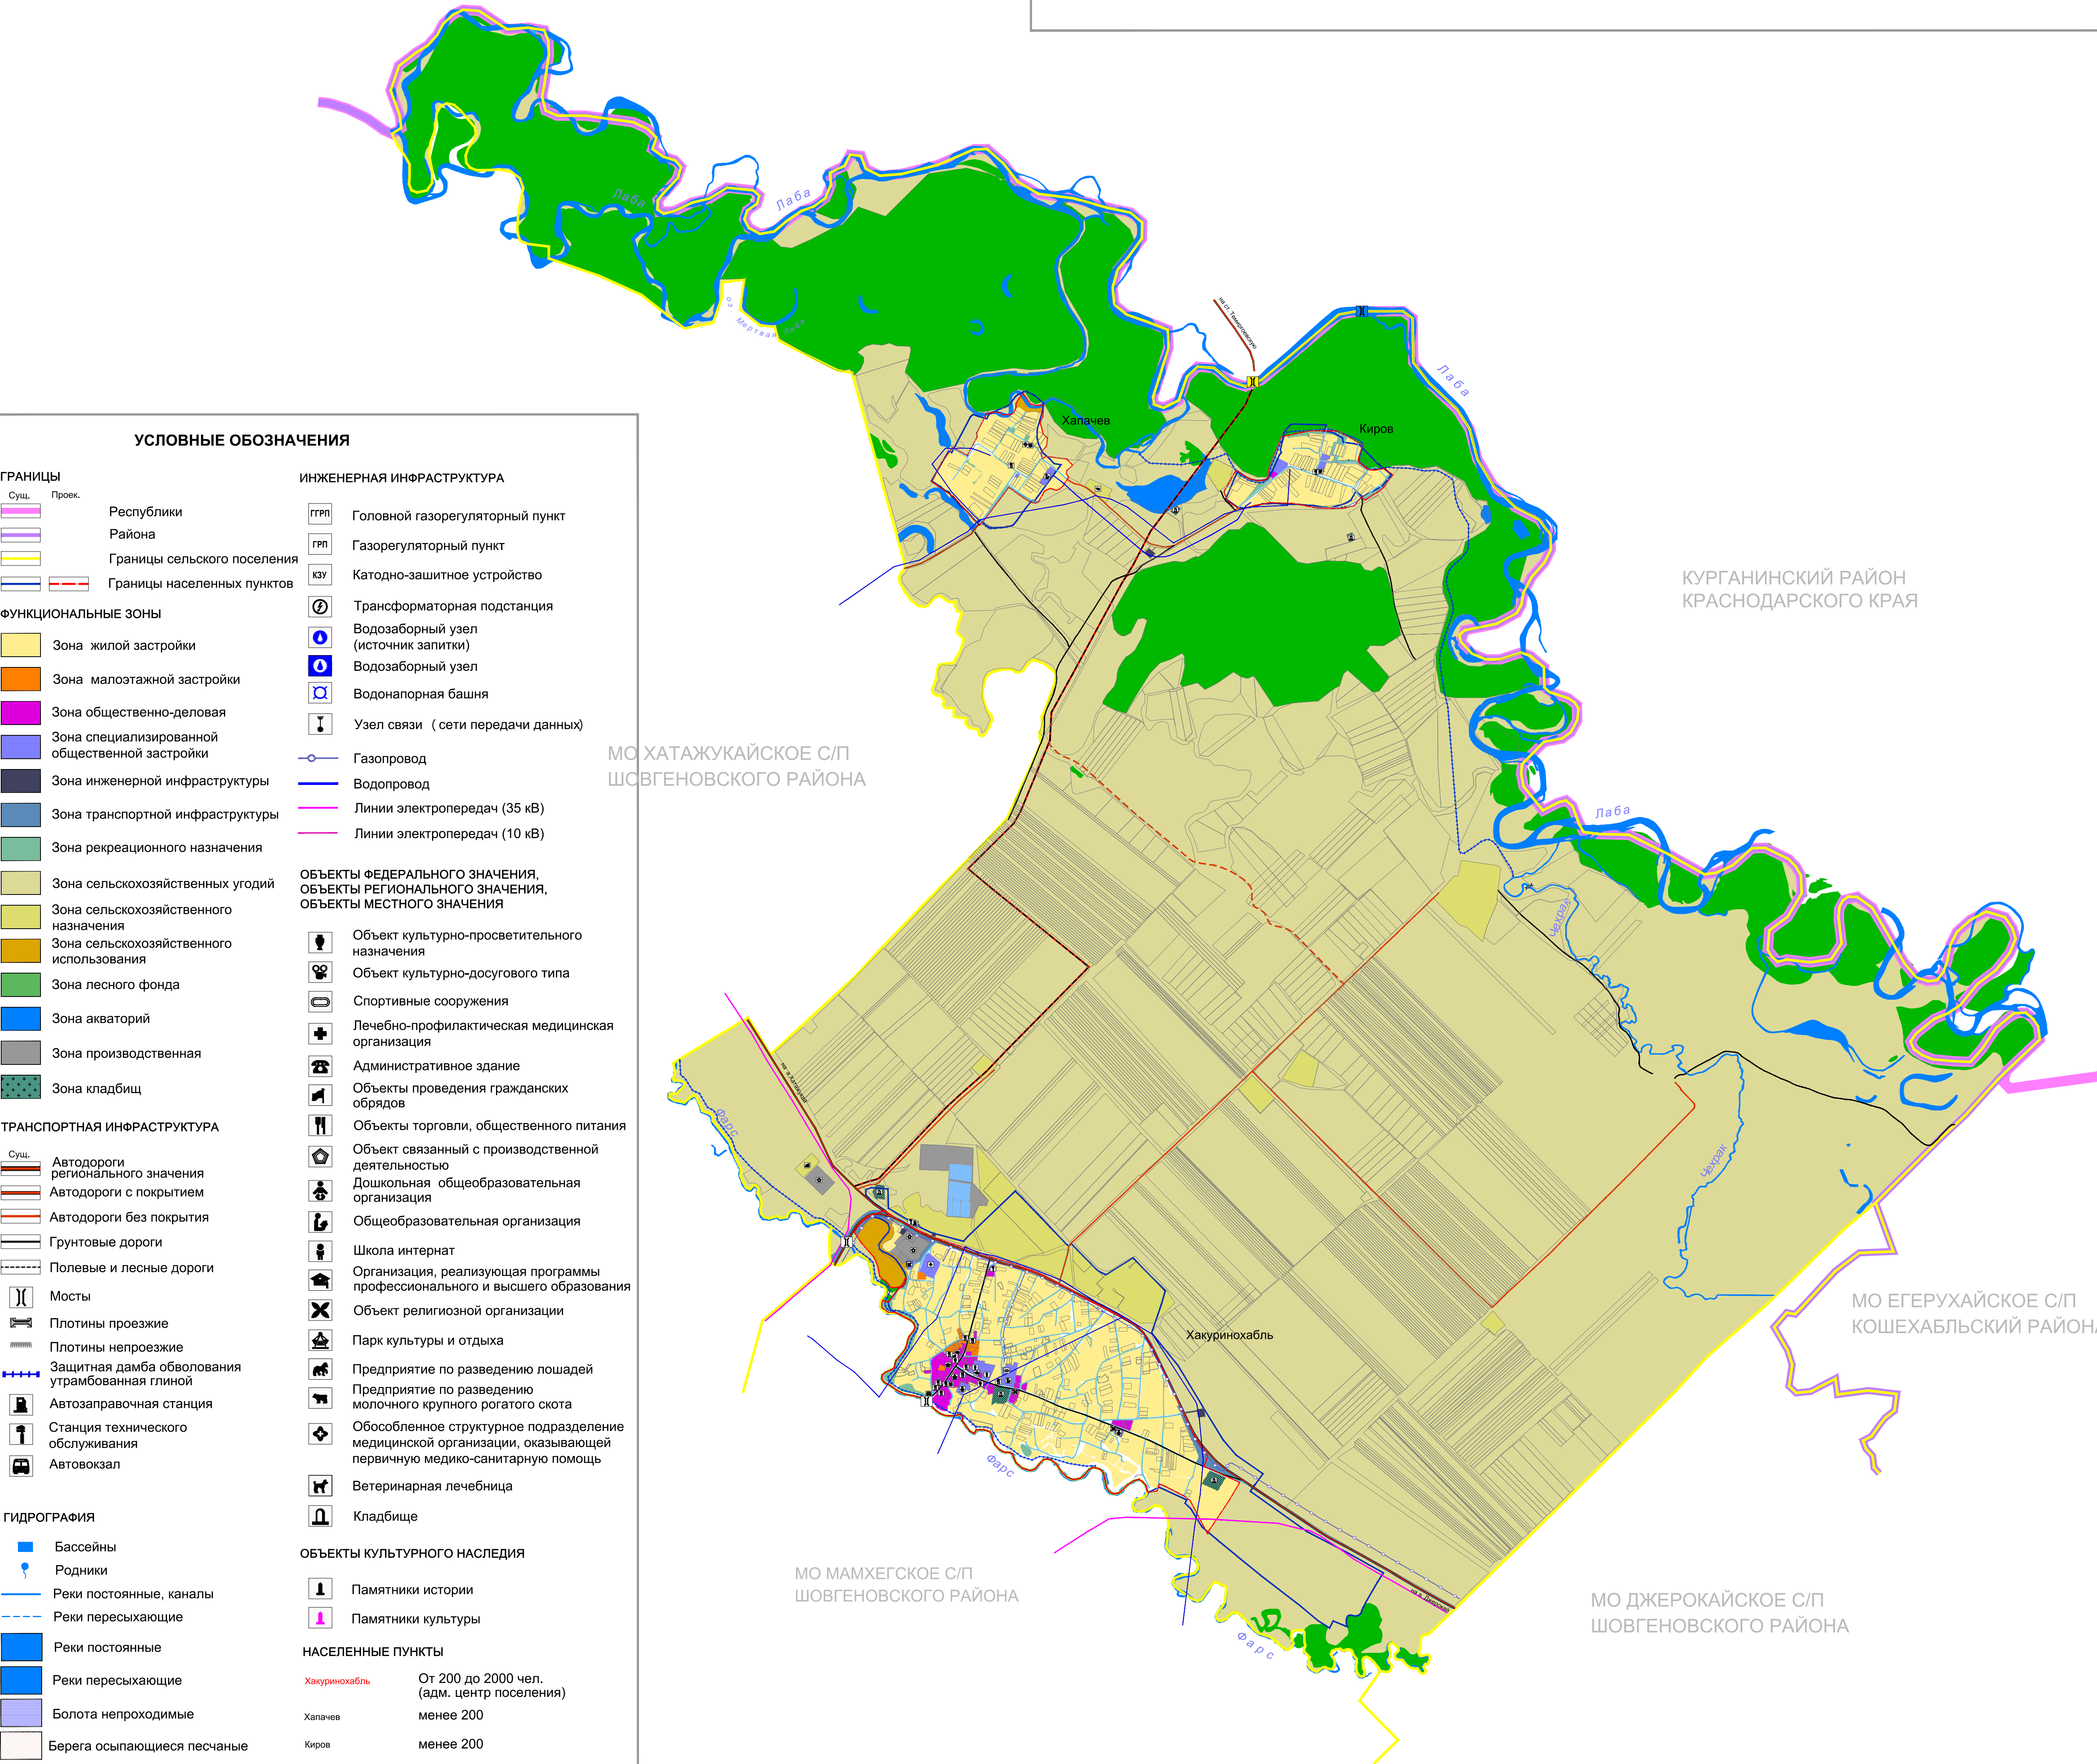 УСЛОВНЫЕ ОБОЗНАЧЕНИЯ
ГРАНИЦЫ
Сущ. Проек.
Республики
Района
Границы сельского поселения
Границы населенных пунктов
ФУНКЦИОНАЛЬНЫЕ ЗОНЫ
Зона жилой застройки
Зона малоэтажной застройки
Зона общественно-деловая
Зона специализированной
общественной застройки
Зона инженерной инфраструктуры
Зона транспортной инфраструктуры
Зона рекреационного назначения
Зона сельскохозяйственных угодий
Зона сельскохозяйственного
назначения
Зона сельскохозяйственного
использования
Зона лесного фонда
Зона акваторий
Зона производственная
Зона кладбищ
ТРАНСПОРТНАЯ ИНФРАСТРУКТУРА
Сущ.
Автодороги
регионального значения
Автодороги с покрытием
Автодороги без покрытия
Грунтовые дороги
Полевые и лесные дороги
Мосты
Плотины проезжие
Плотины непроезжие
Защитная дамба обволования
утрамбованная глиной
Автозаправочная станция
Станция технического
обслуживания
Автовокзал
ГИДРОГРАФИЯ
Бассейны
Родники
Реки постоянные, каналы
Реки пересыхающие
Реки постоянные
Реки пересыхающие
Болота непроходимые
Берега осыпающиеся песчаные
ИНЖЕНЕРНАЯ ИНФРАСТРУКТУРА
ГГРП Головной газорегуляторный пункт
ГРП Газорегуляторный пункт
КЗУ Катодно-зашитное устройство
Трансформаторная подстанция
Водозаборный узел
(источник запитки)
Водозаборный узел
Водонапорная башня
Узел связи ( сети передачи данных)
Газопровод
Водопровод
Линии электропередач (35 кВ)
Линии электропередач (10 кВ)
ОБЪЕКТЫ ФЕДЕРАЛЬНОГО ЗНАЧЕНИЯ,
ОБЪЕКТЫ РЕГИОНАЛЬНОГО ЗНАЧЕНИЯ,
ОБЪЕКТЫ МЕСТНОГО ЗНАЧЕНИЯ
Объект культурно-просветительного
назначения
Объект культурно-досугового типа
Спортивные сооружения
Лечебно-профилактическая медицинская
организация
Административное здание
Объекты проведения гражданских
обрядов
Объекты торговли, общественного питания
Объект связанный с производственной
деятельностью
Дошкольная общеобразовательная
организация
Общеобразовательная организация
Школа интернат
Организация, реализующая программы
профессионального и высшего образования
Объект религиозной организации
Парк культуры и отдыха
Предприятие по разведению лошадей
Предприятие по разведению
молочного крупного рогатого скота
Обособленное структурное подразделение
медицинской организации, оказывающей
первичную медико-санитарную помощь
Ветеринарная лечебница
Кладбище
ОБЪЕКТЫ КУЛЬТУРНОГО НАСЛЕДИЯ
Памятники истории
Памятники культуры
НАСЕЛЕННЫЕ ПУНКТЫ
Хакуринохабль От 200 до 2000 чел.
(адм. центр поселения)
Хапачев менее 200
Киров менее 200
Лаба
Лаба
оз. Мертвая Лаба
на ст. Темиргоевскую
Лаба
Хапачев
Киров
КУРГАНИНСКИЙ РАЙОН
КРАСНОДАРСКОГО КРАЯ
МО ХАТАЖУКАЙСКОЕ С/П
ШОВГЕНОВСКОГО РАЙОНА
Лаба
Чехрак
на а.Хатажукай
Фарс
Чехрак
МО ЕГЕРУХАЙСКОЕ С/П
КОШЕХАБЛЬСКИЙ РАЙОНА
Хакуринохабль
Фарс
МО МАМХЕГСКОЕ С/П
ШОВГЕНОВСКОГО РАЙОНА
на а. Джерокай
МО ДЖЕРОКАЙСКОЕ С/П
ШОВГЕНОВСКОГО РАЙОНА
Фарс